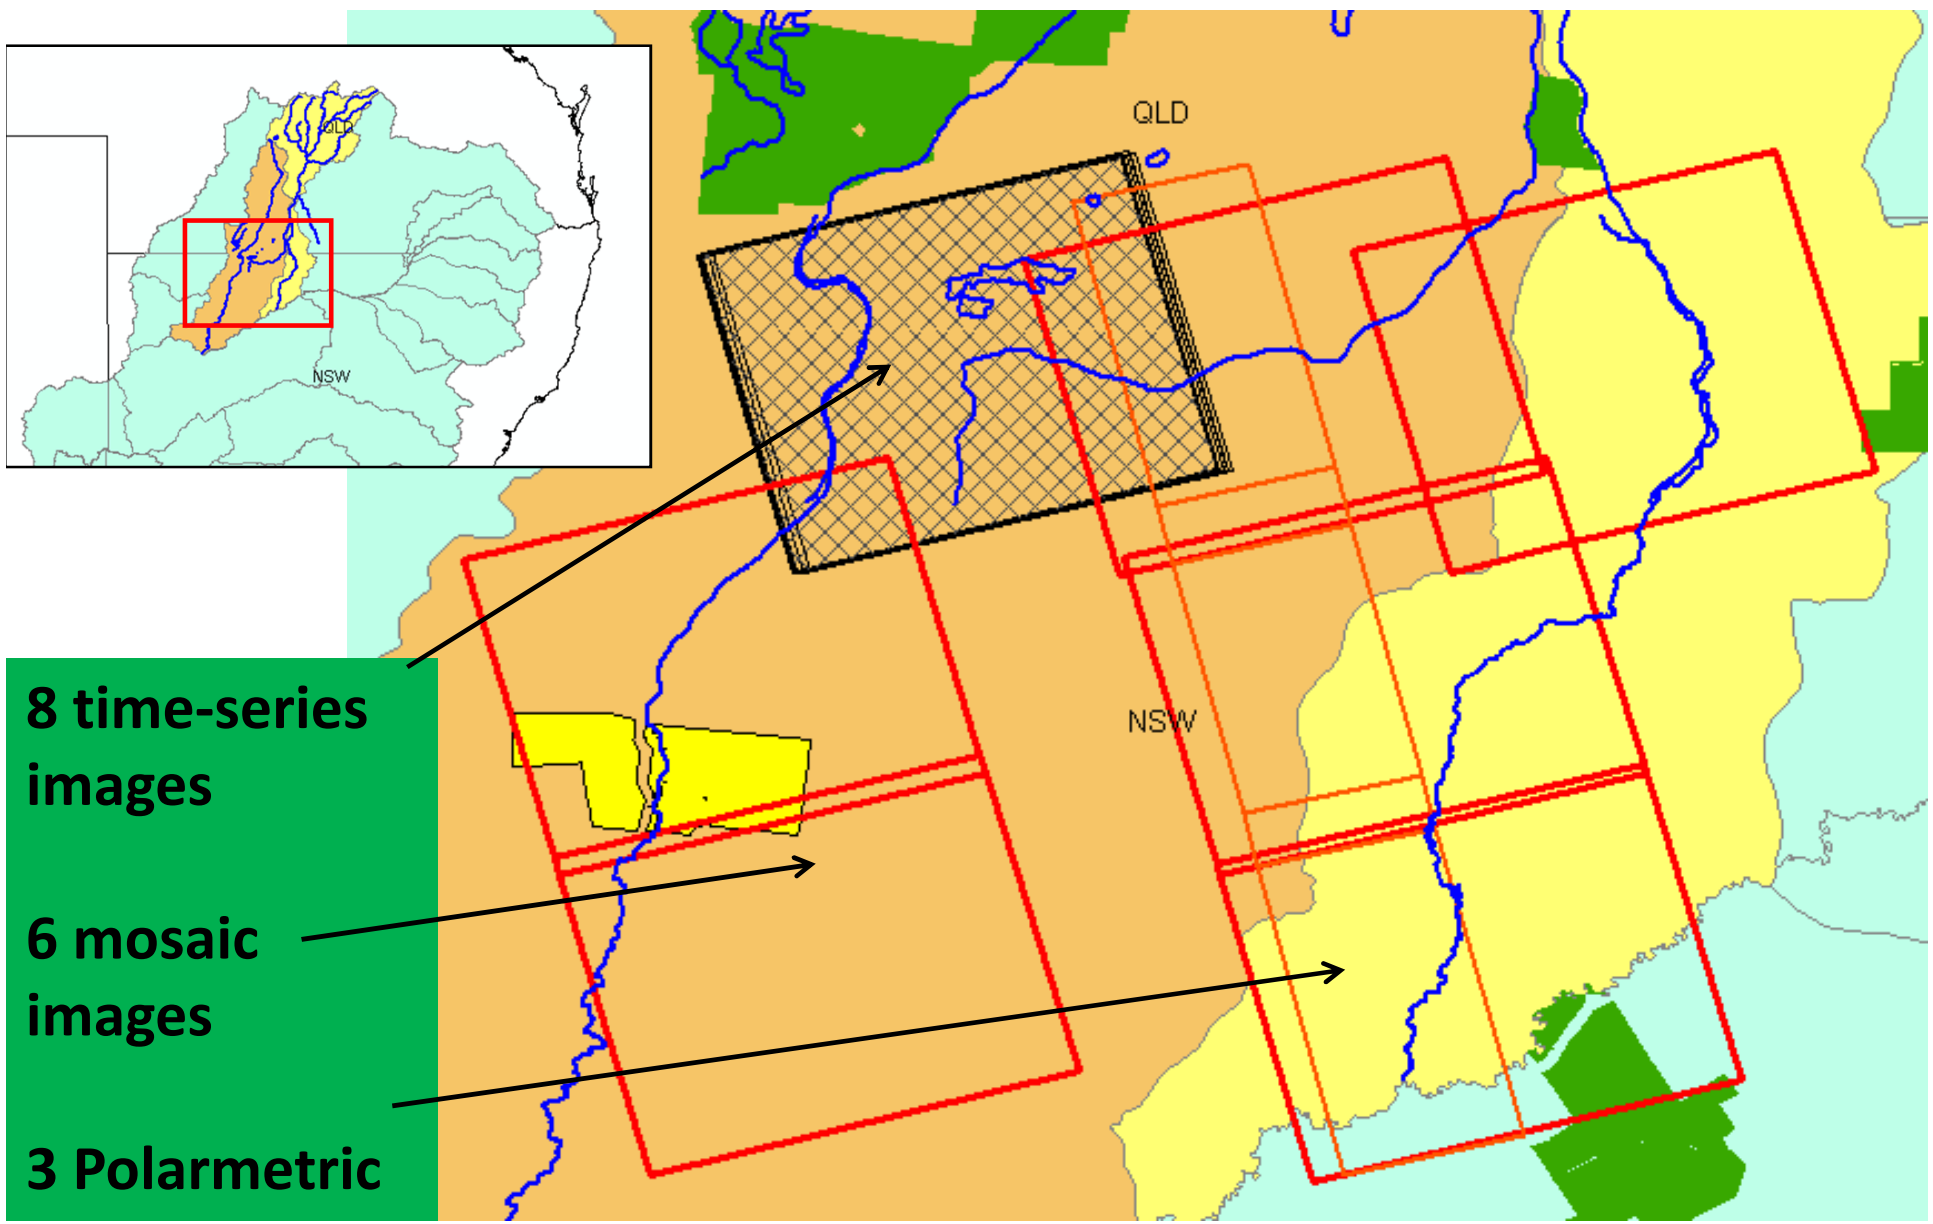 QLD
NSW
QLD
NSW
8 time-series
images
6 mosaic
images
3 Polarmetric